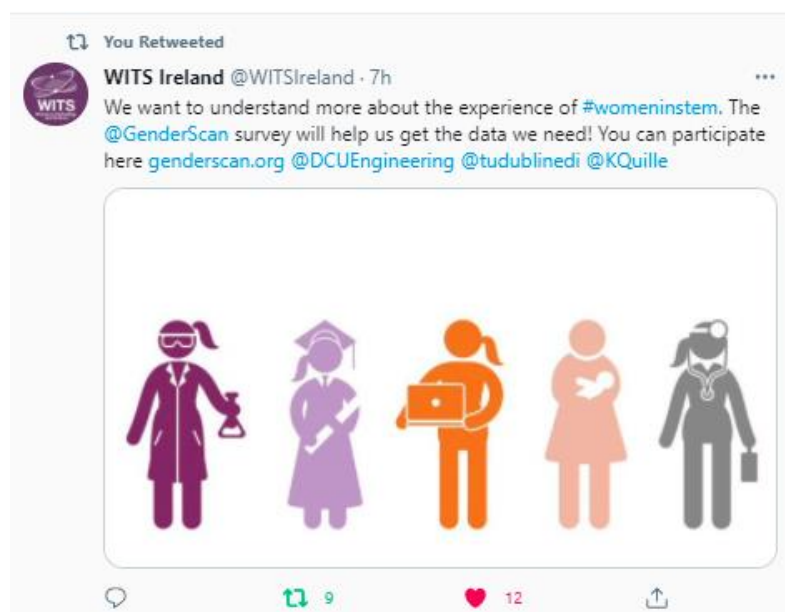 You Retweeted
WITS Ireland @WITSIreland · 7h
WITS
We want to understand more about the experience of #womeninstem. The
@GenderScan survey will help us get the data we need! You can participate
here genderscan.org @DCUEngineering @tudublinedi @KQuille
9
12